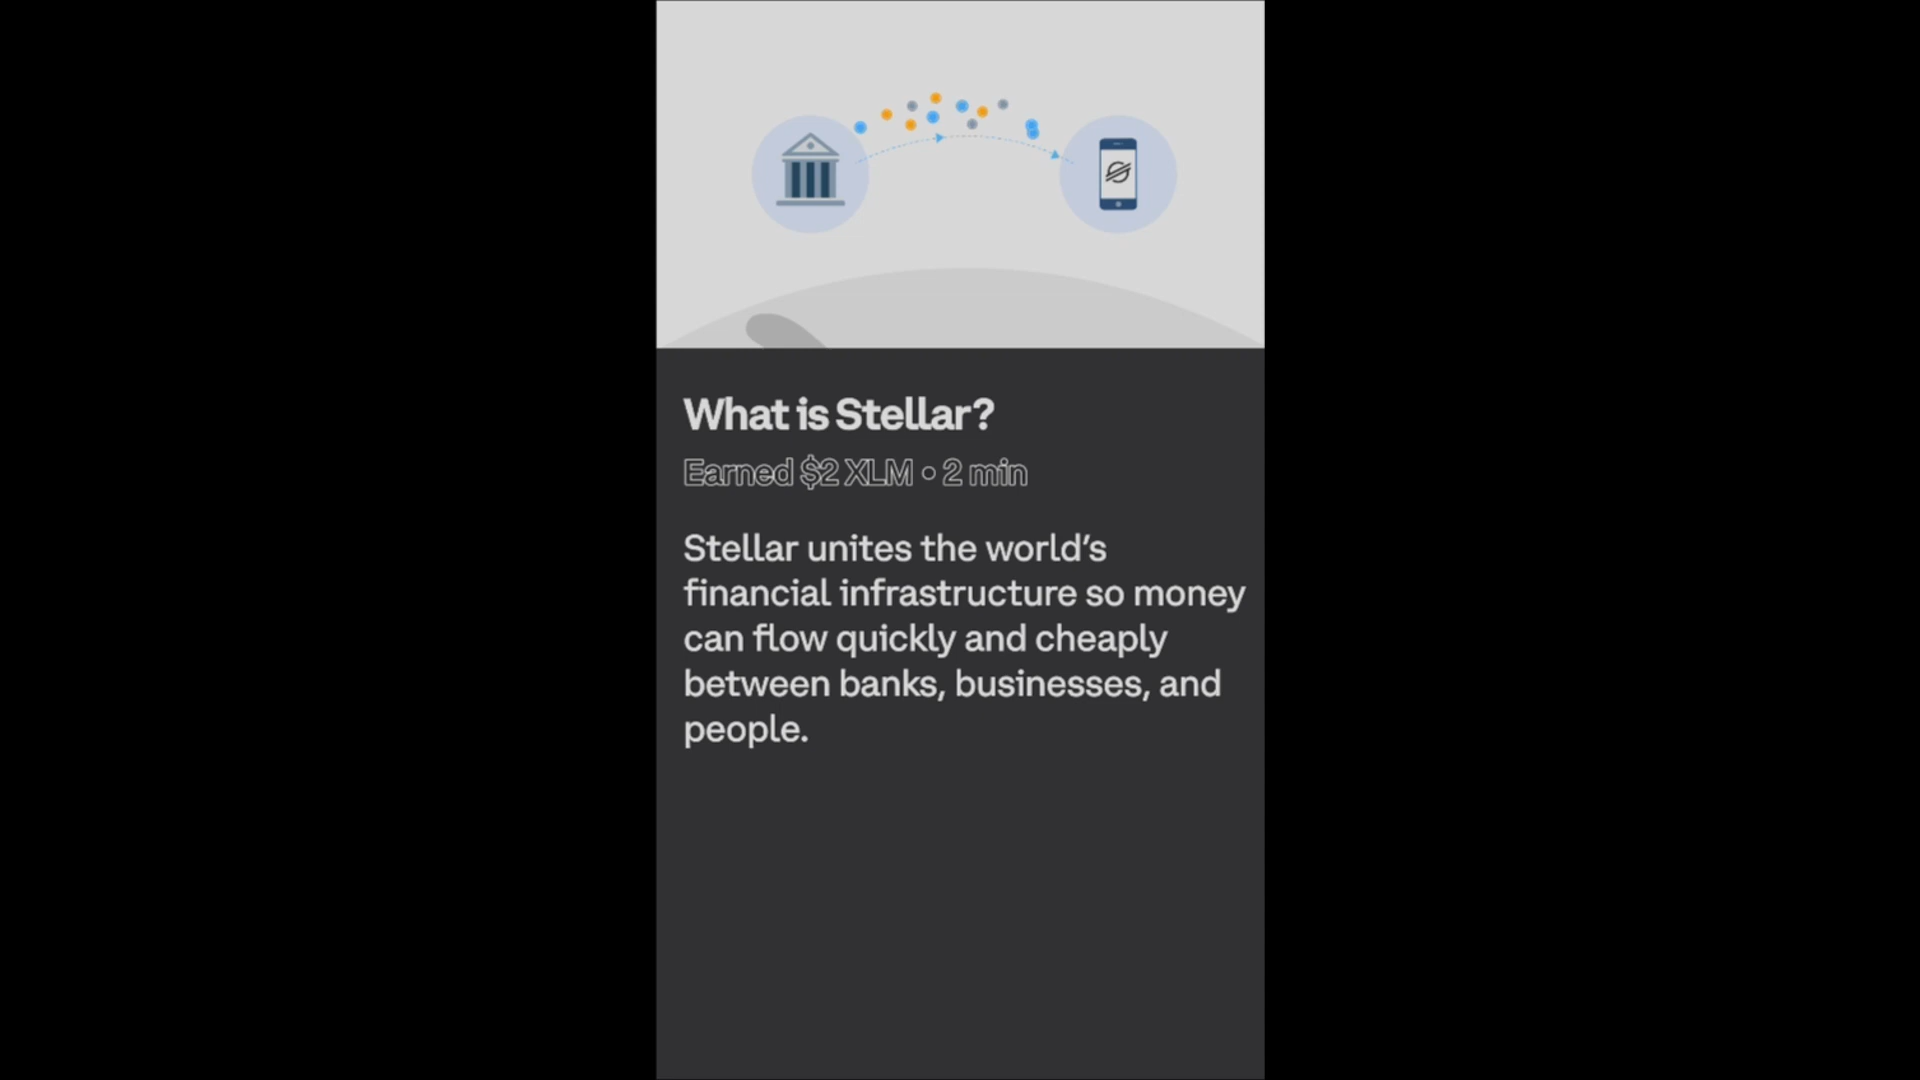 What is Stellar?
Earned $2 XLM • 2 min
Stellar unites the world’s
financial infrastructure so money
can flow quickly and cheaply
between banks, businesses, and
people.